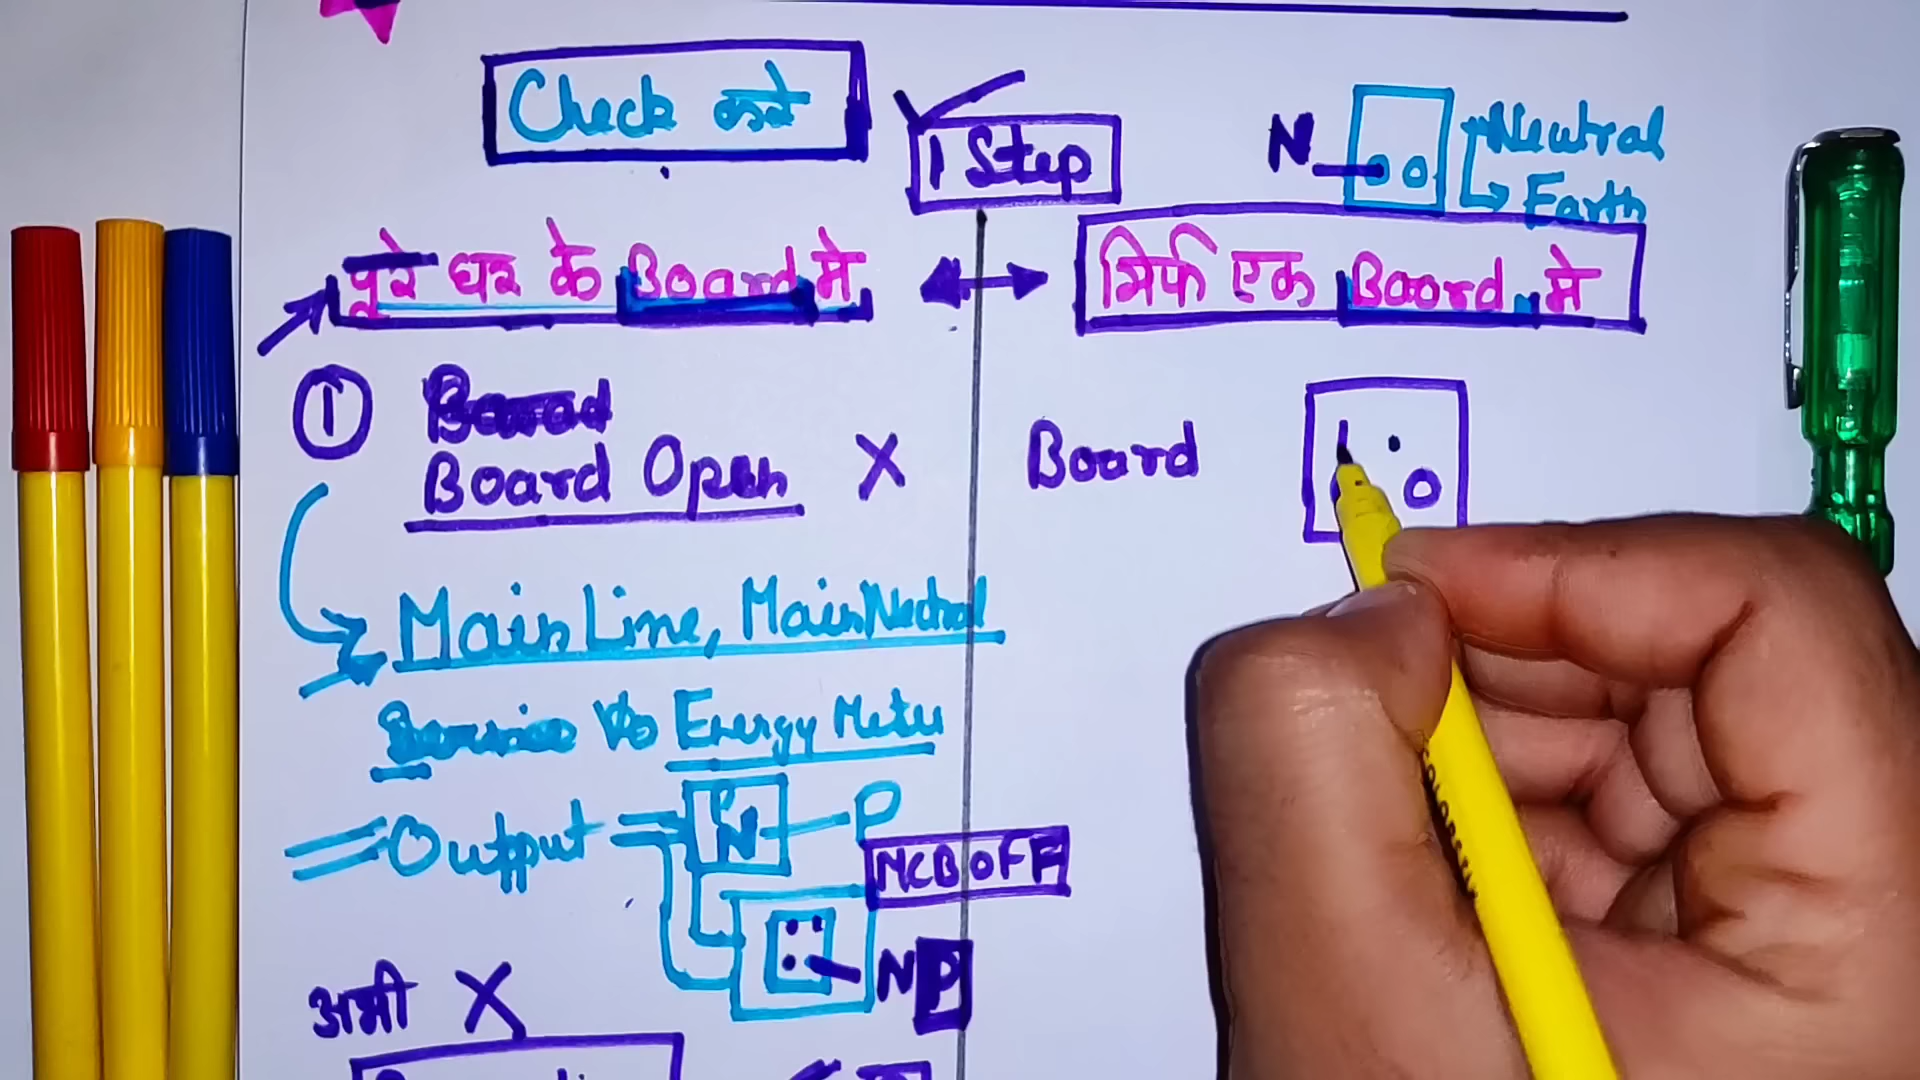 Check करे
1 Step
N
Neutral
Earth
पूरे घर के Board मे
सिर्फ एक Board मे
1
Board Open X
Board
Main Line, Main Neutral
Energy Meter
Output
P
N
P
MCB OFF
N P
अभी X